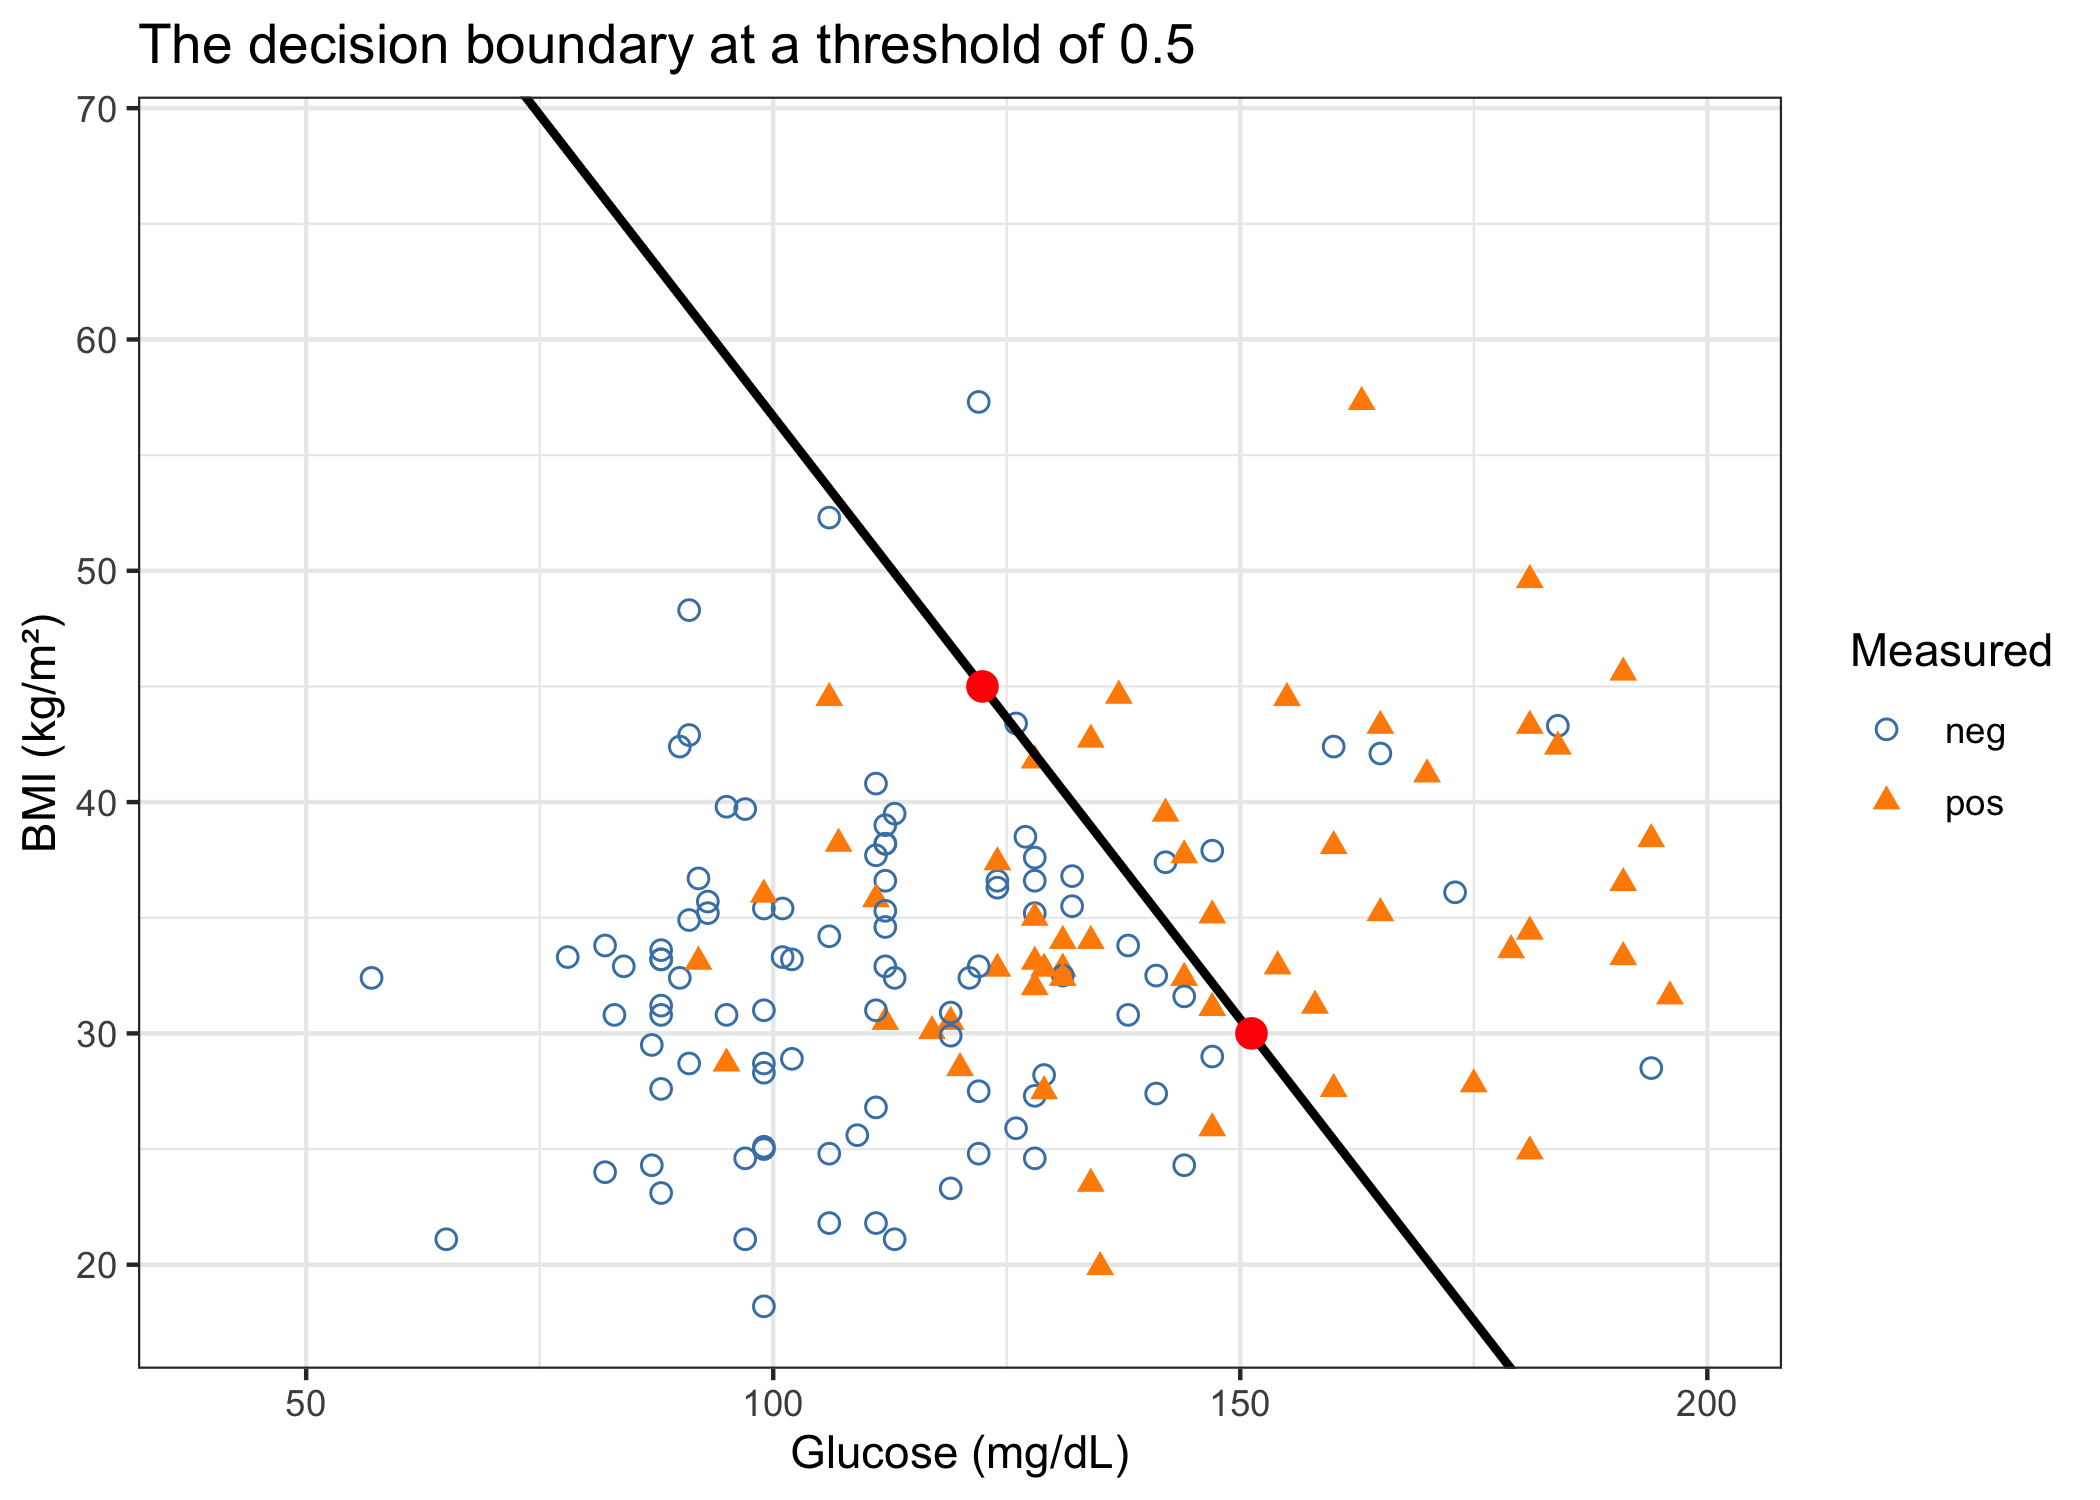 The decision boundary at a threshold of 0.5
70
60
50
40
30
20
BMI (kg/m²)
50 100 150 200
Glucose (mg/dL)
Measured
neg
pos